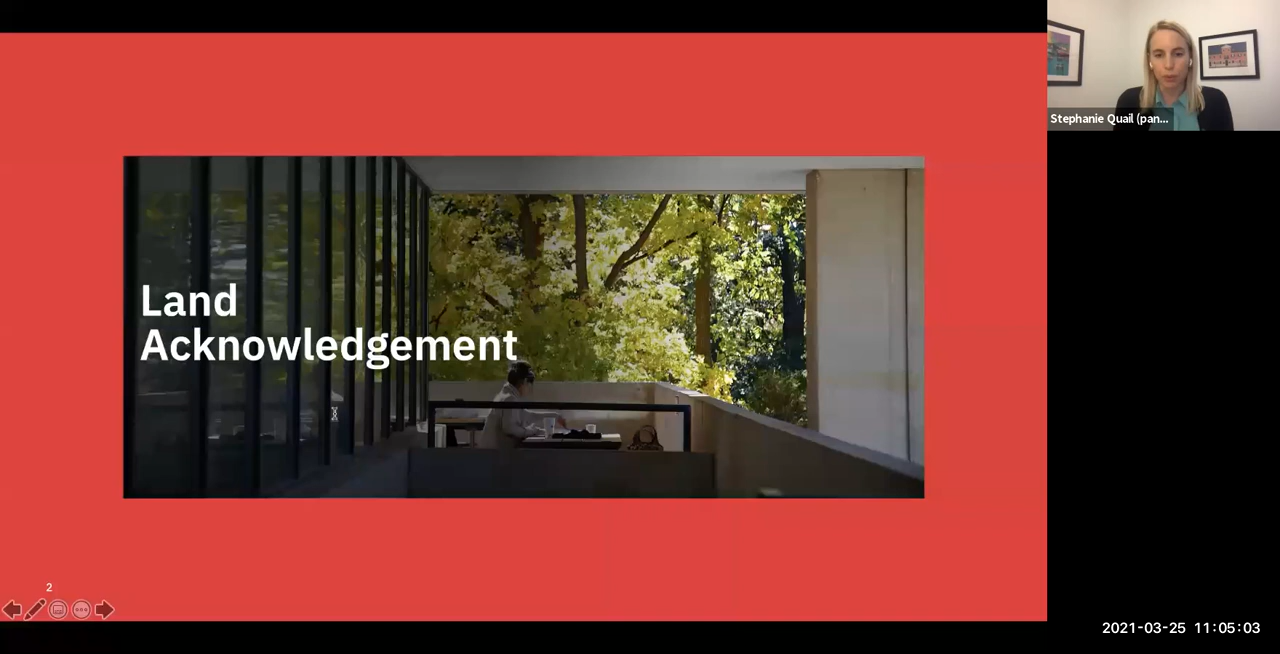 Stephanie Quail (pan...
Land
Acknowledgement
2
2021-03-25 11:05:03